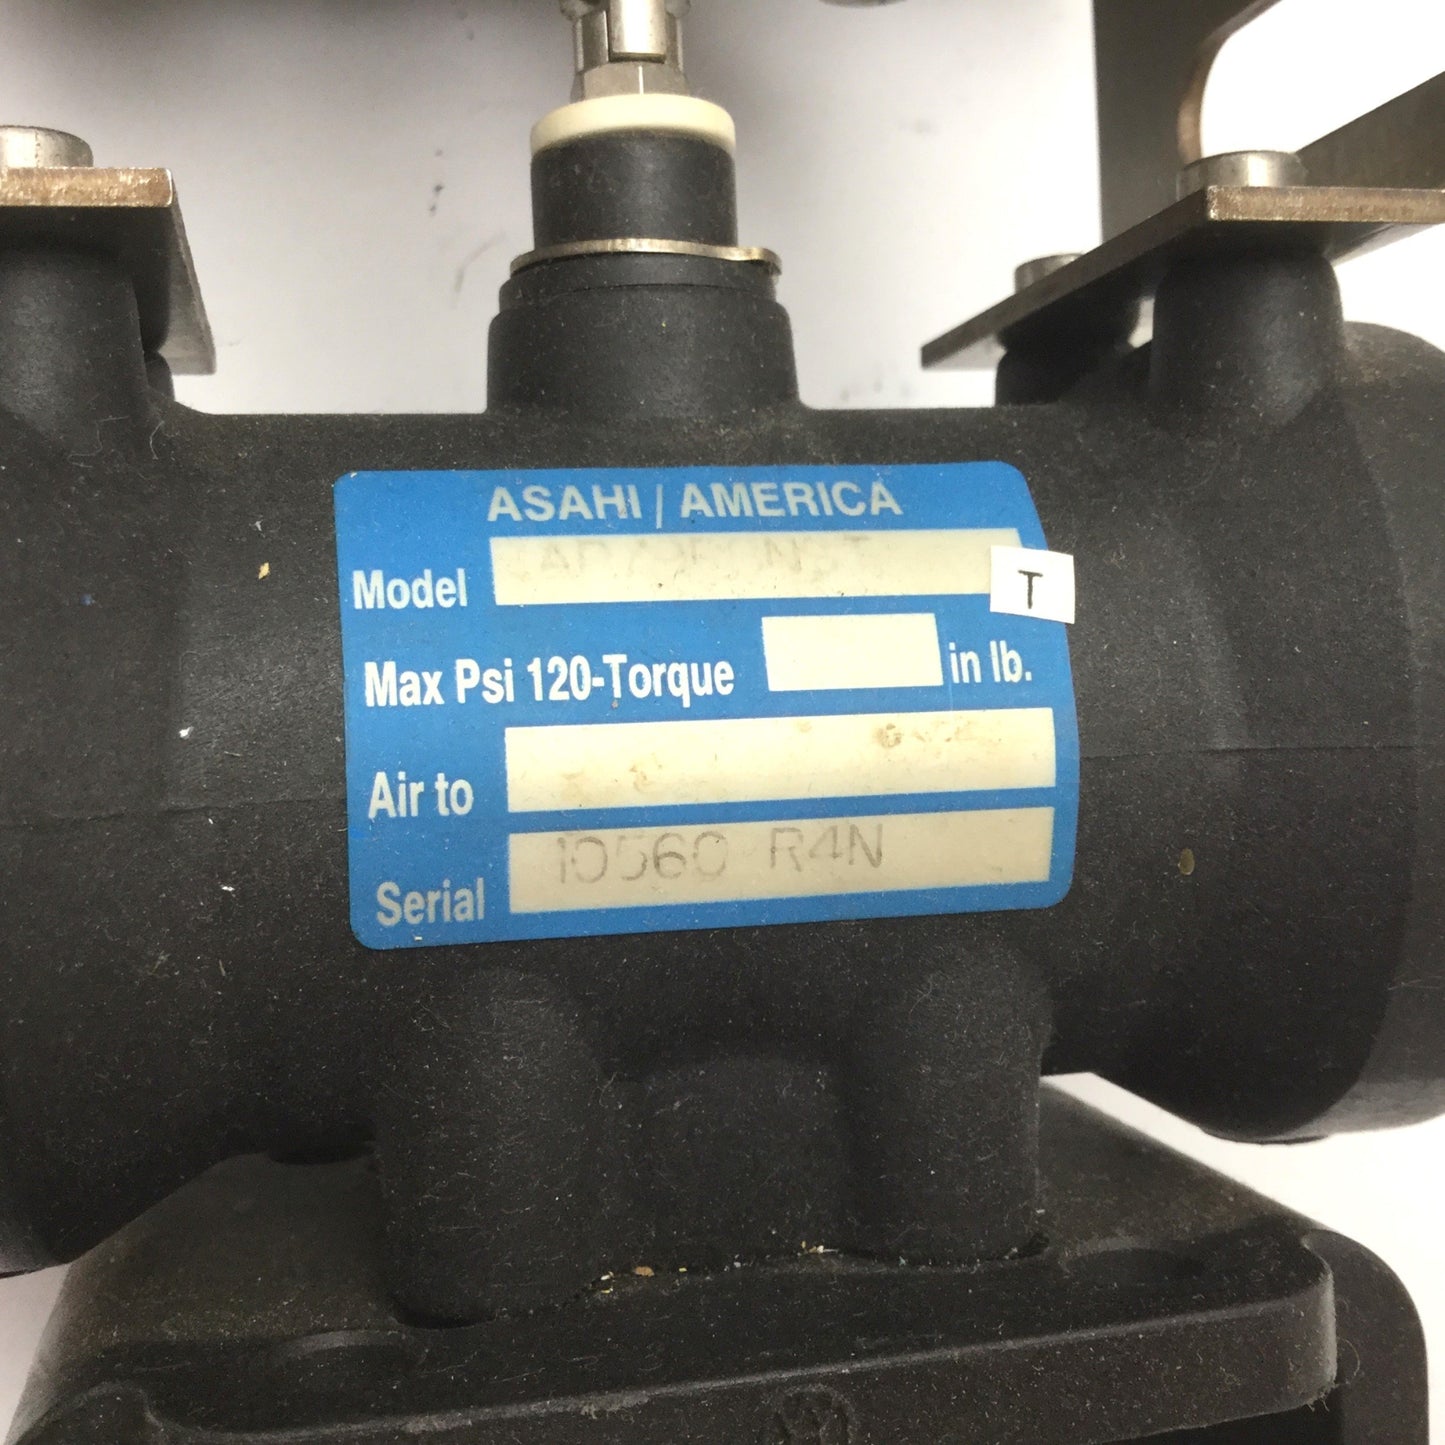 ASAHI / AMERICA
Model
T
Max Psi 120-Torque in lb.
Air to
Serial 10560 R4N